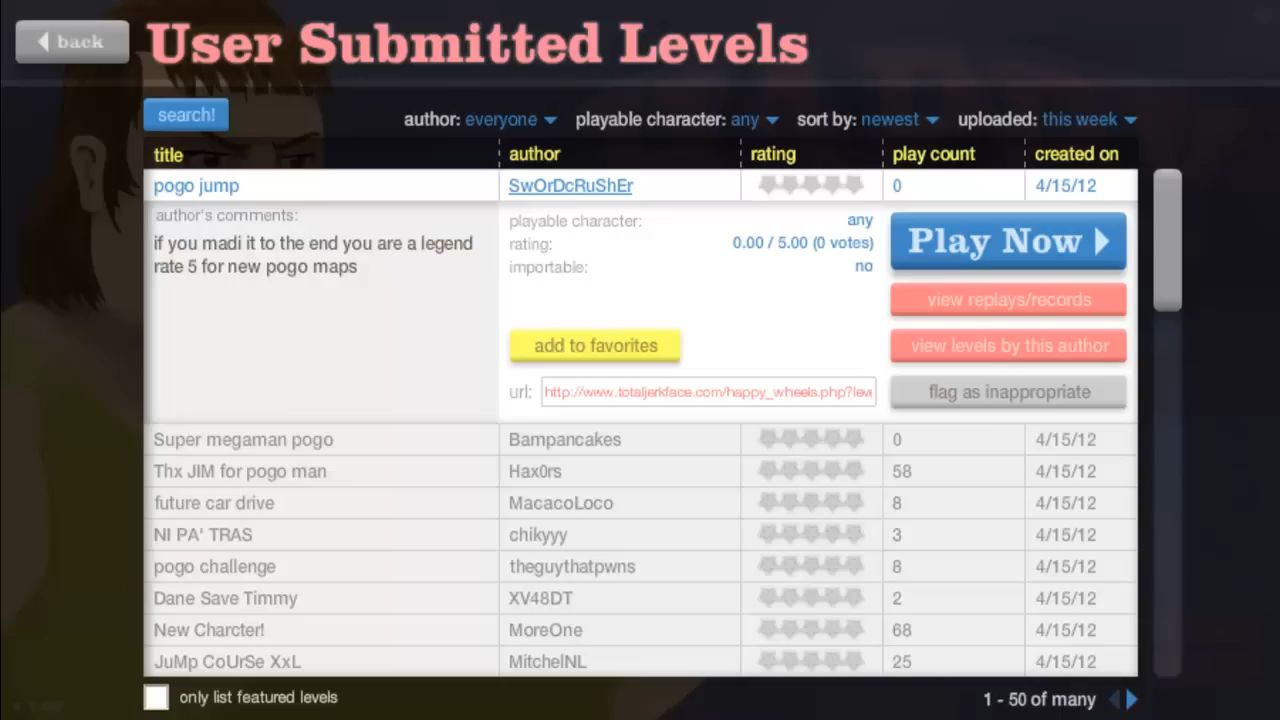 back
User Submitted Levels
search!
author: everyone
playable character: any
sort by: newest
uploaded: this week
title author rating play count created on
pogo jump SwOrDcRuShEr 0 4/15/12
author's comments:
if you madi it to the end you are a legend
rate 5 for new pogo maps
playable character: any
rating: 0.00 / 5.00 (0 votes)
importable: no
add to favorites
url: http://www.totaljerkface.com/happy_wheels.php?lev
Play Now
view replays/records
view levels by this author
flag as inappropriate
Super megaman pogo Bampancakes 0 4/15/12
Thx JIM for pogo man Hax0rs 58 4/15/12
future car drive MacacoLoco 8 4/15/12
NI PA' TRAS chikyyy 3 4/15/12
pogo challenge theguythatpwns 8 4/15/12
Dane Save Timmy XV48DT 2 4/15/12
New Charcter! MoreOne 68 4/15/12
JuMp CoUrSe XxL MitchelNL 25 4/15/12
only list featured levels
1 - 50 of many